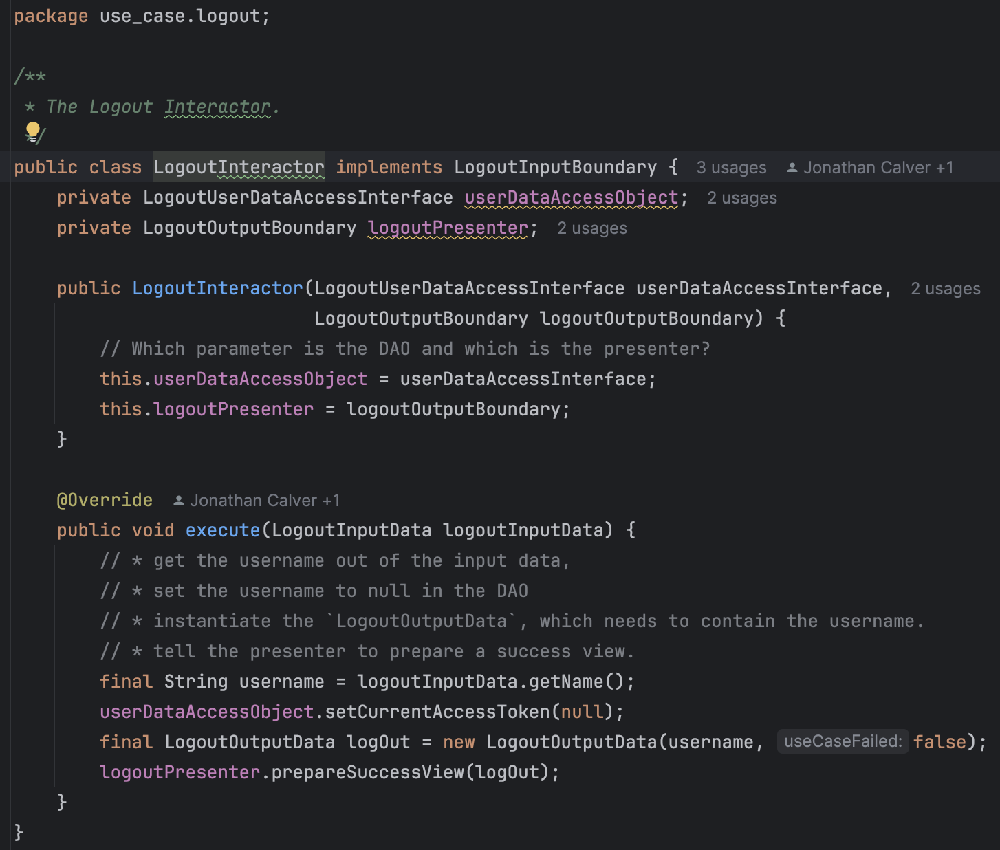 package use_case.logout;
/**
 * The Logout Interactor.
 */
public class LogoutInteractor implements LogoutInputBoundary { 3 usages Jonathan Calver +1
    private LogoutUserDataAccessInterface userDataAccessObject; 2 usages
    private LogoutOutputBoundary logoutPresenter; 2 usages
    public LogoutInteractor(LogoutUserDataAccessInterface userDataAccessInterface, 2 usages
                            LogoutOutputBoundary logoutOutputBoundary) {
        // Which parameter is the DAO and which is the presenter?
        this.userDataAccessObject = userDataAccessInterface;
        this.logoutPresenter = logoutOutputBoundary;
    }
    @Override Jonathan Calver +1
    public void execute(LogoutInputData logoutInputData) {
        // * get the username out of the input data,
        // * set the username to null in the DAO
        // * instantiate the `LogoutOutputData`, which needs to contain the username.
        // * tell the presenter to prepare a success view.
        final String username = logoutInputData.getName();
        userDataAccessObject.setCurrentAccessToken(null);
        final LogoutOutputData logOut = new LogoutOutputData(username, useCaseFailed: false);
        logoutPresenter.prepareSuccessView(logOut);
    }
}